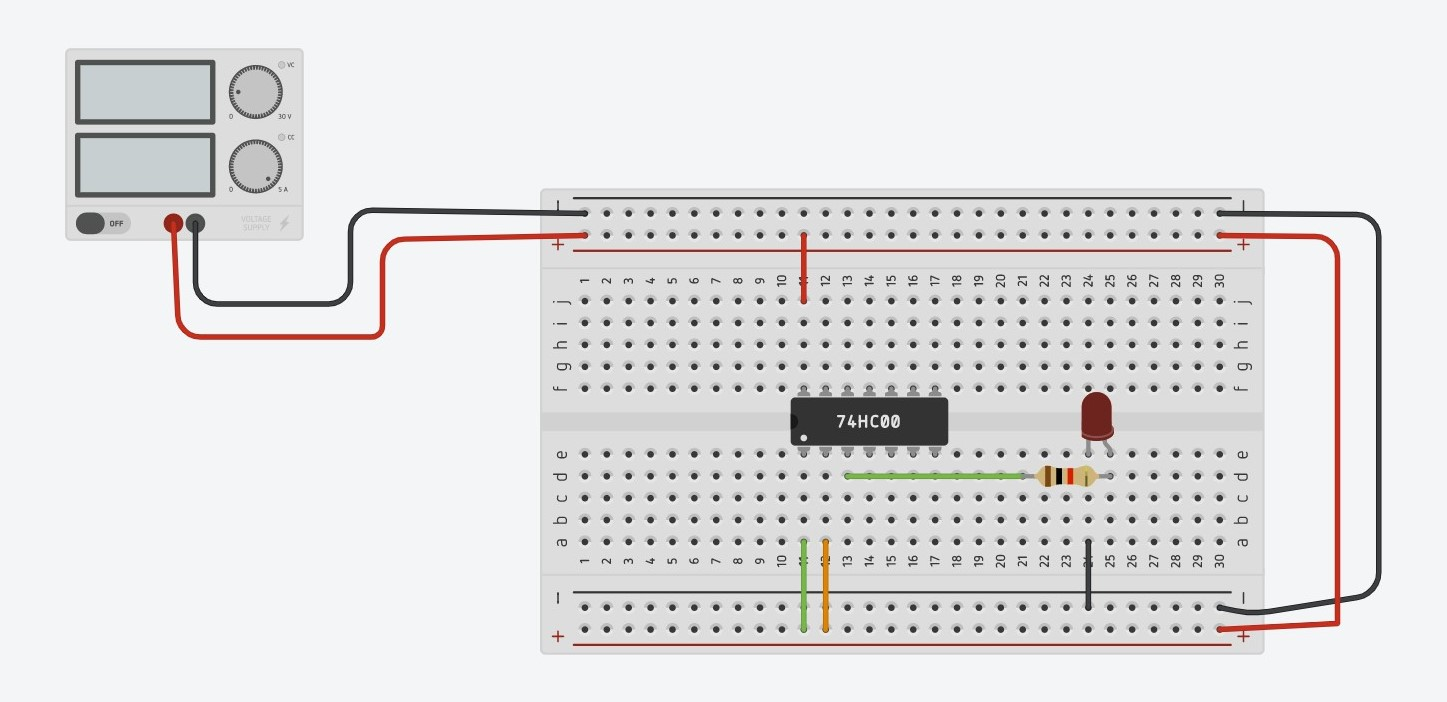 VC
0 30 V
CC
0 5 A
OFF
VOLTAGE
SUPPLY
- -
+ +
1 2 3 4 5 6 7 8 9 10 11 12 13 14 15 16 17 18 19 20 21 22 23 24 25 26 27 28 29 30
j j
i i
h h
g g
f f
74HC00
e e
d d
c c
b b
a a
1 2 3 4 5 6 7 8 9 10 11 12 13 14 15 16 17 18 19 20 21 22 23 24 25 26 27 28 29 30
- -
+ +